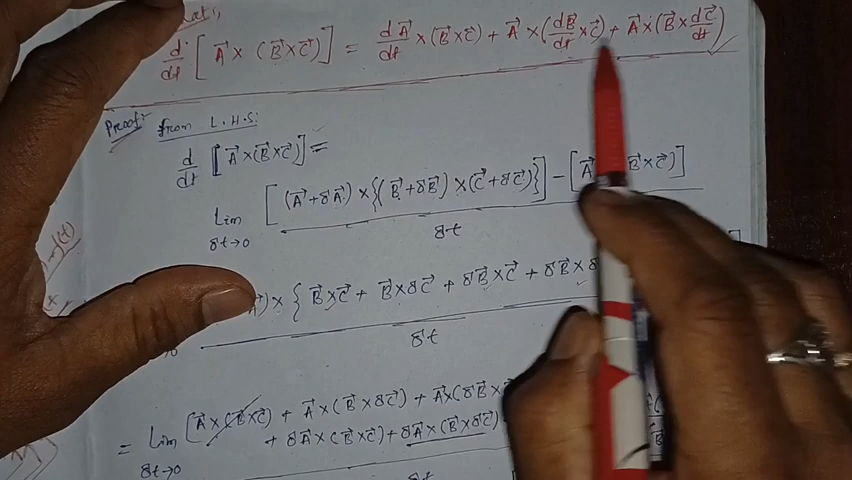 d/dt [A⃗ × (B⃗×C⃗)] = dA⃗/dt × (B⃗×C⃗) + A⃗ × (dB⃗/dt × C⃗) + A⃗ × (B⃗ × dC⃗/dt)
Proof:- from L.H.S:
d/dt [A⃗×(B⃗×C⃗)] =
Lim δt→0 [(A⃗+δA⃗) × {(B⃗+δB⃗) × (C⃗+δC⃗)}] - [A⃗ B⃗×C⃗)] / δt
) × { B⃗×C⃗ + B⃗×δC⃗ + δB⃗×C⃗ + δB⃗×δ / δt
= Lim δt→0 [A⃗×(B⃗×C⃗) + A⃗×(B⃗×δC⃗) + A⃗×(δB⃗×
+ δA⃗×(B⃗×C⃗) + δA⃗×(B⃗×δC⃗)
δt